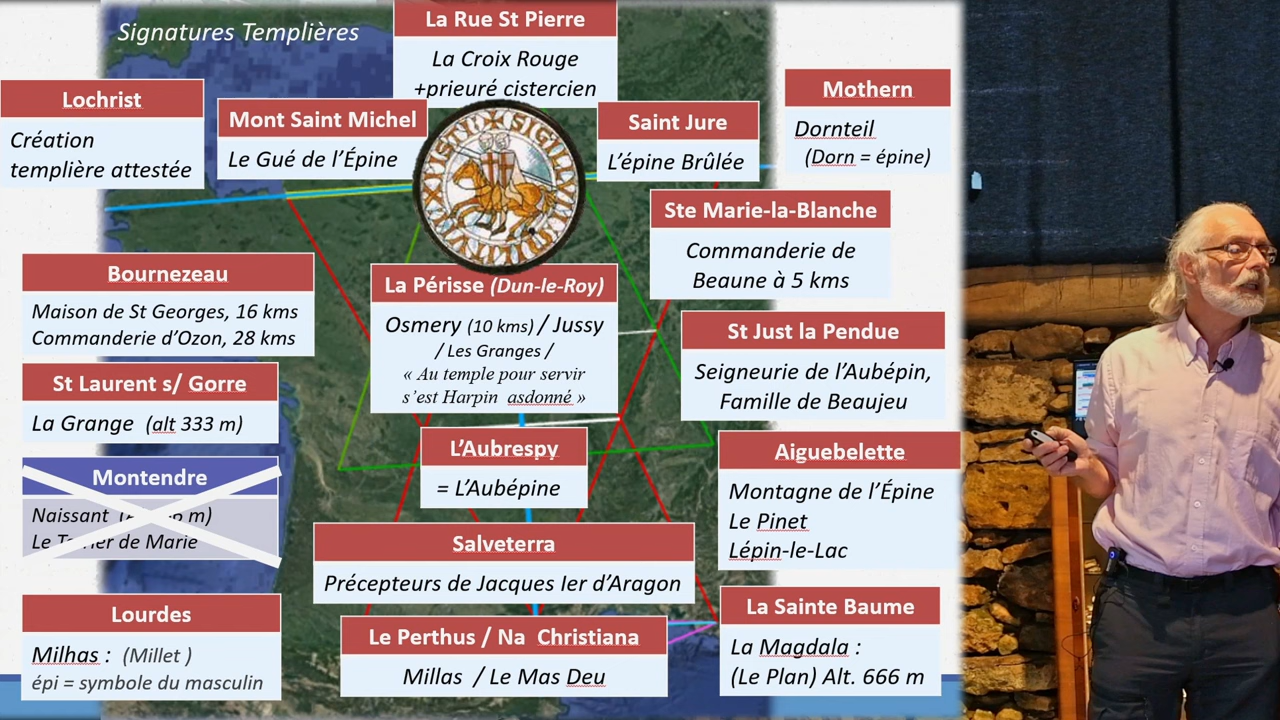 Signatures Templières
La Rue St Pierre
La Croix Rouge
+prieuré cistercien
Lochrist
Création
templière attestée
Mont Saint Michel
Le Gué de l'Épine
Saint Jure
L'épine Brûlée
Mothern
Dornteil
(Dorn = épine)
Ste Marie-la-Blanche
Commanderie de
Beaune à 5 kms
Bournezeau
Maison de St Georges, 16 kms
Commanderie d'Ozon, 28 kms
La Périsse (Dun-le-Roy)
Osmery (10 kms) / Jussy
/ Les Granges /
« Au temple pour servir
s'est Harpin asdonné »
St Just la Pendue
Seigneurie de l'Aubépin,
Famille de Beaujeu
St Laurent s/ Gorre
La Grange (alt 333 m)
L'Aubrespy
= L'Aubépine
Aiguebelette
Montagne de l'Épine
Le Pinet
Lépin-le-Lac
Montendre
Naissant m)
Le de Marie
Salveterra
Précepteurs de Jacques Ier d'Aragon
Lourdes
Milhas : (Millet )
épi = symbole du masculin
Le Perthus / Na Christiana
Millas / Le Mas Deu
La Sainte Baume
La Magdala :
(Le Plan) Alt. 666 m